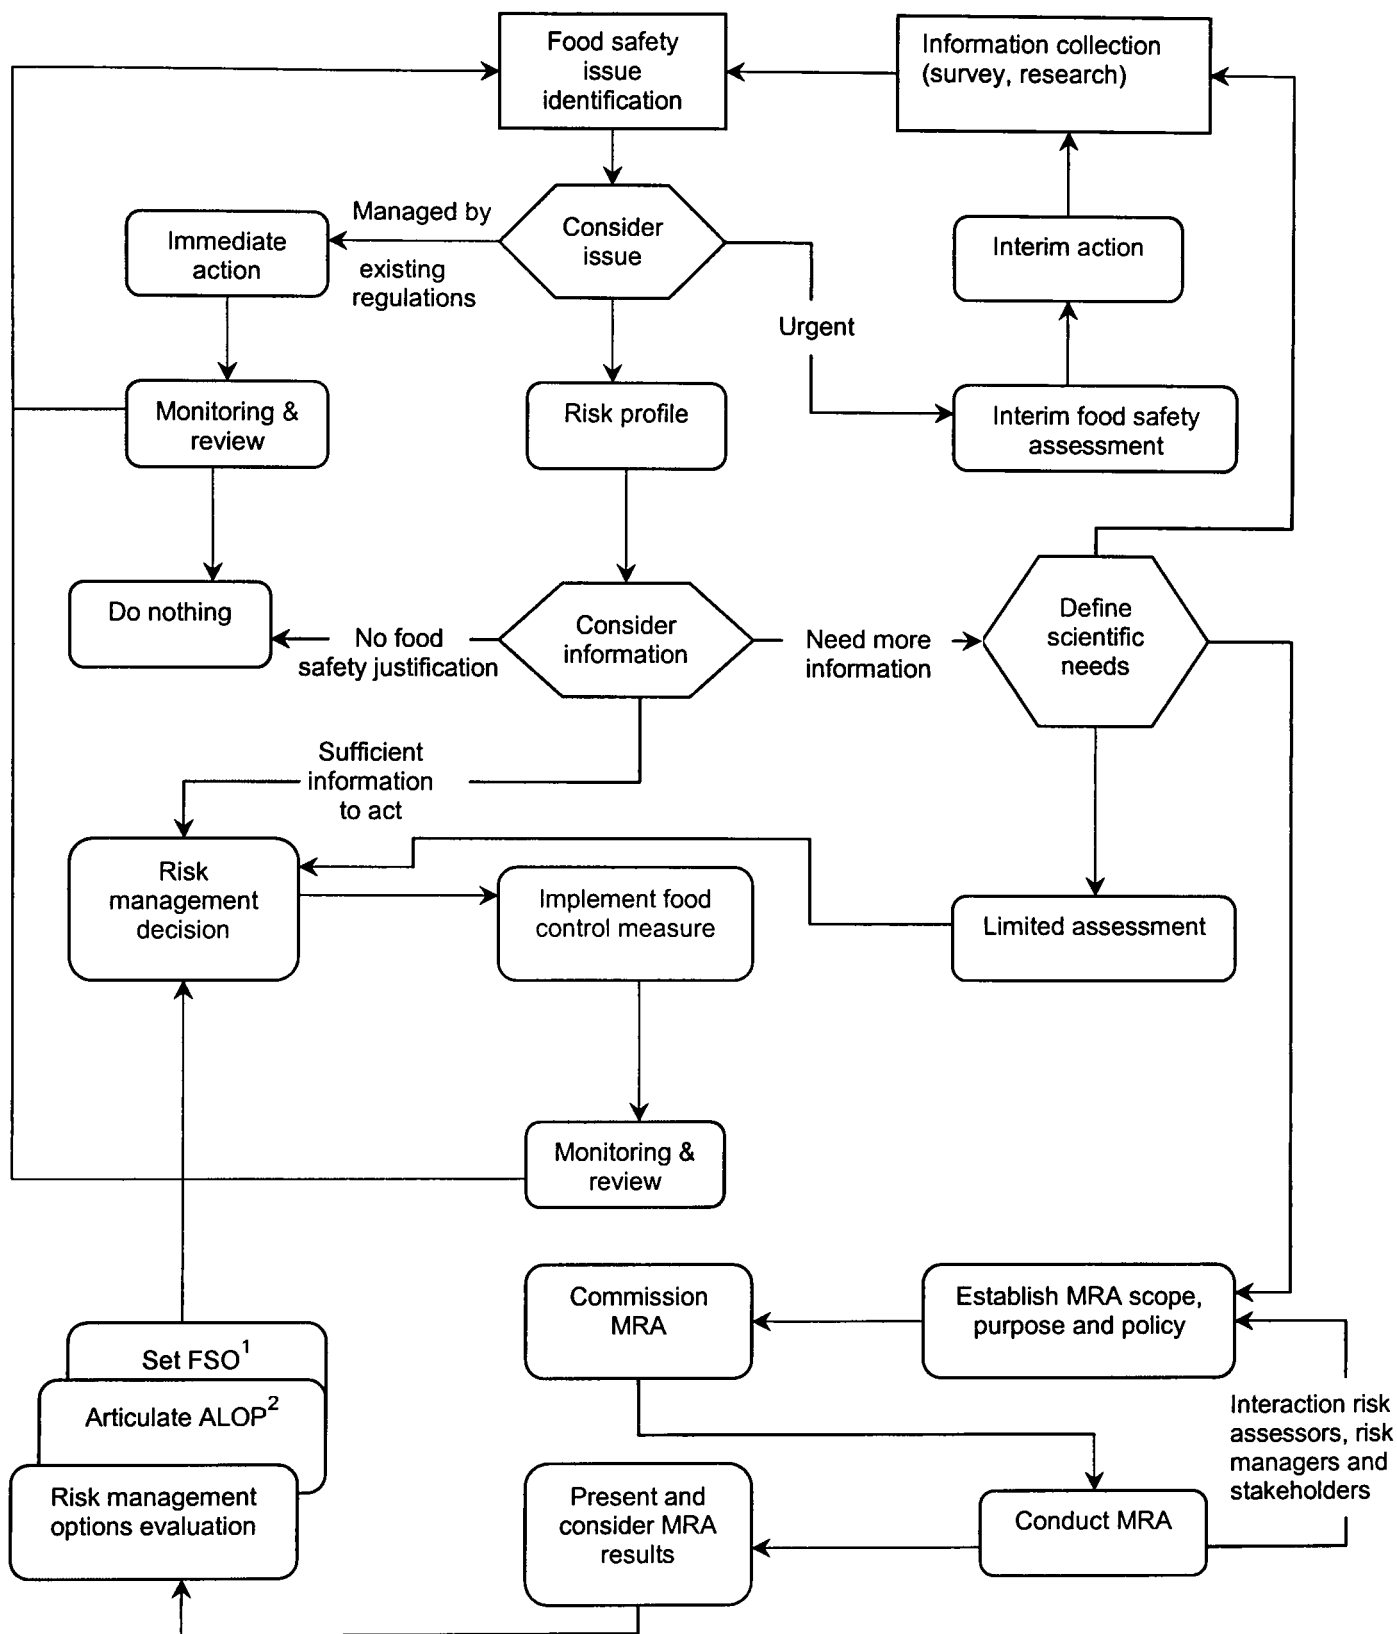 Food safety
issue
identification
Information collection
(survey, research)
Managed by
existing
regulations
Immediate
action
Consider
issue
Interim action
Urgent
Monitoring &
review
Risk profile
Interim food safety
assessment
Do nothing
No food
safety justification
Consider
information
Need more
information
Define
scientific
needs
Sufficient
information
to act
Risk
management
decision
Implement food
control measure
Limited assessment
Monitoring &
review
Commission
MRA
Establish MRA scope,
purpose and policy
Set FSO¹
Articulate ALOP²
Risk management
options evaluation
Present and
consider MRA
results
Conduct MRA
Interaction risk
assessors, risk
managers and
stakeholders